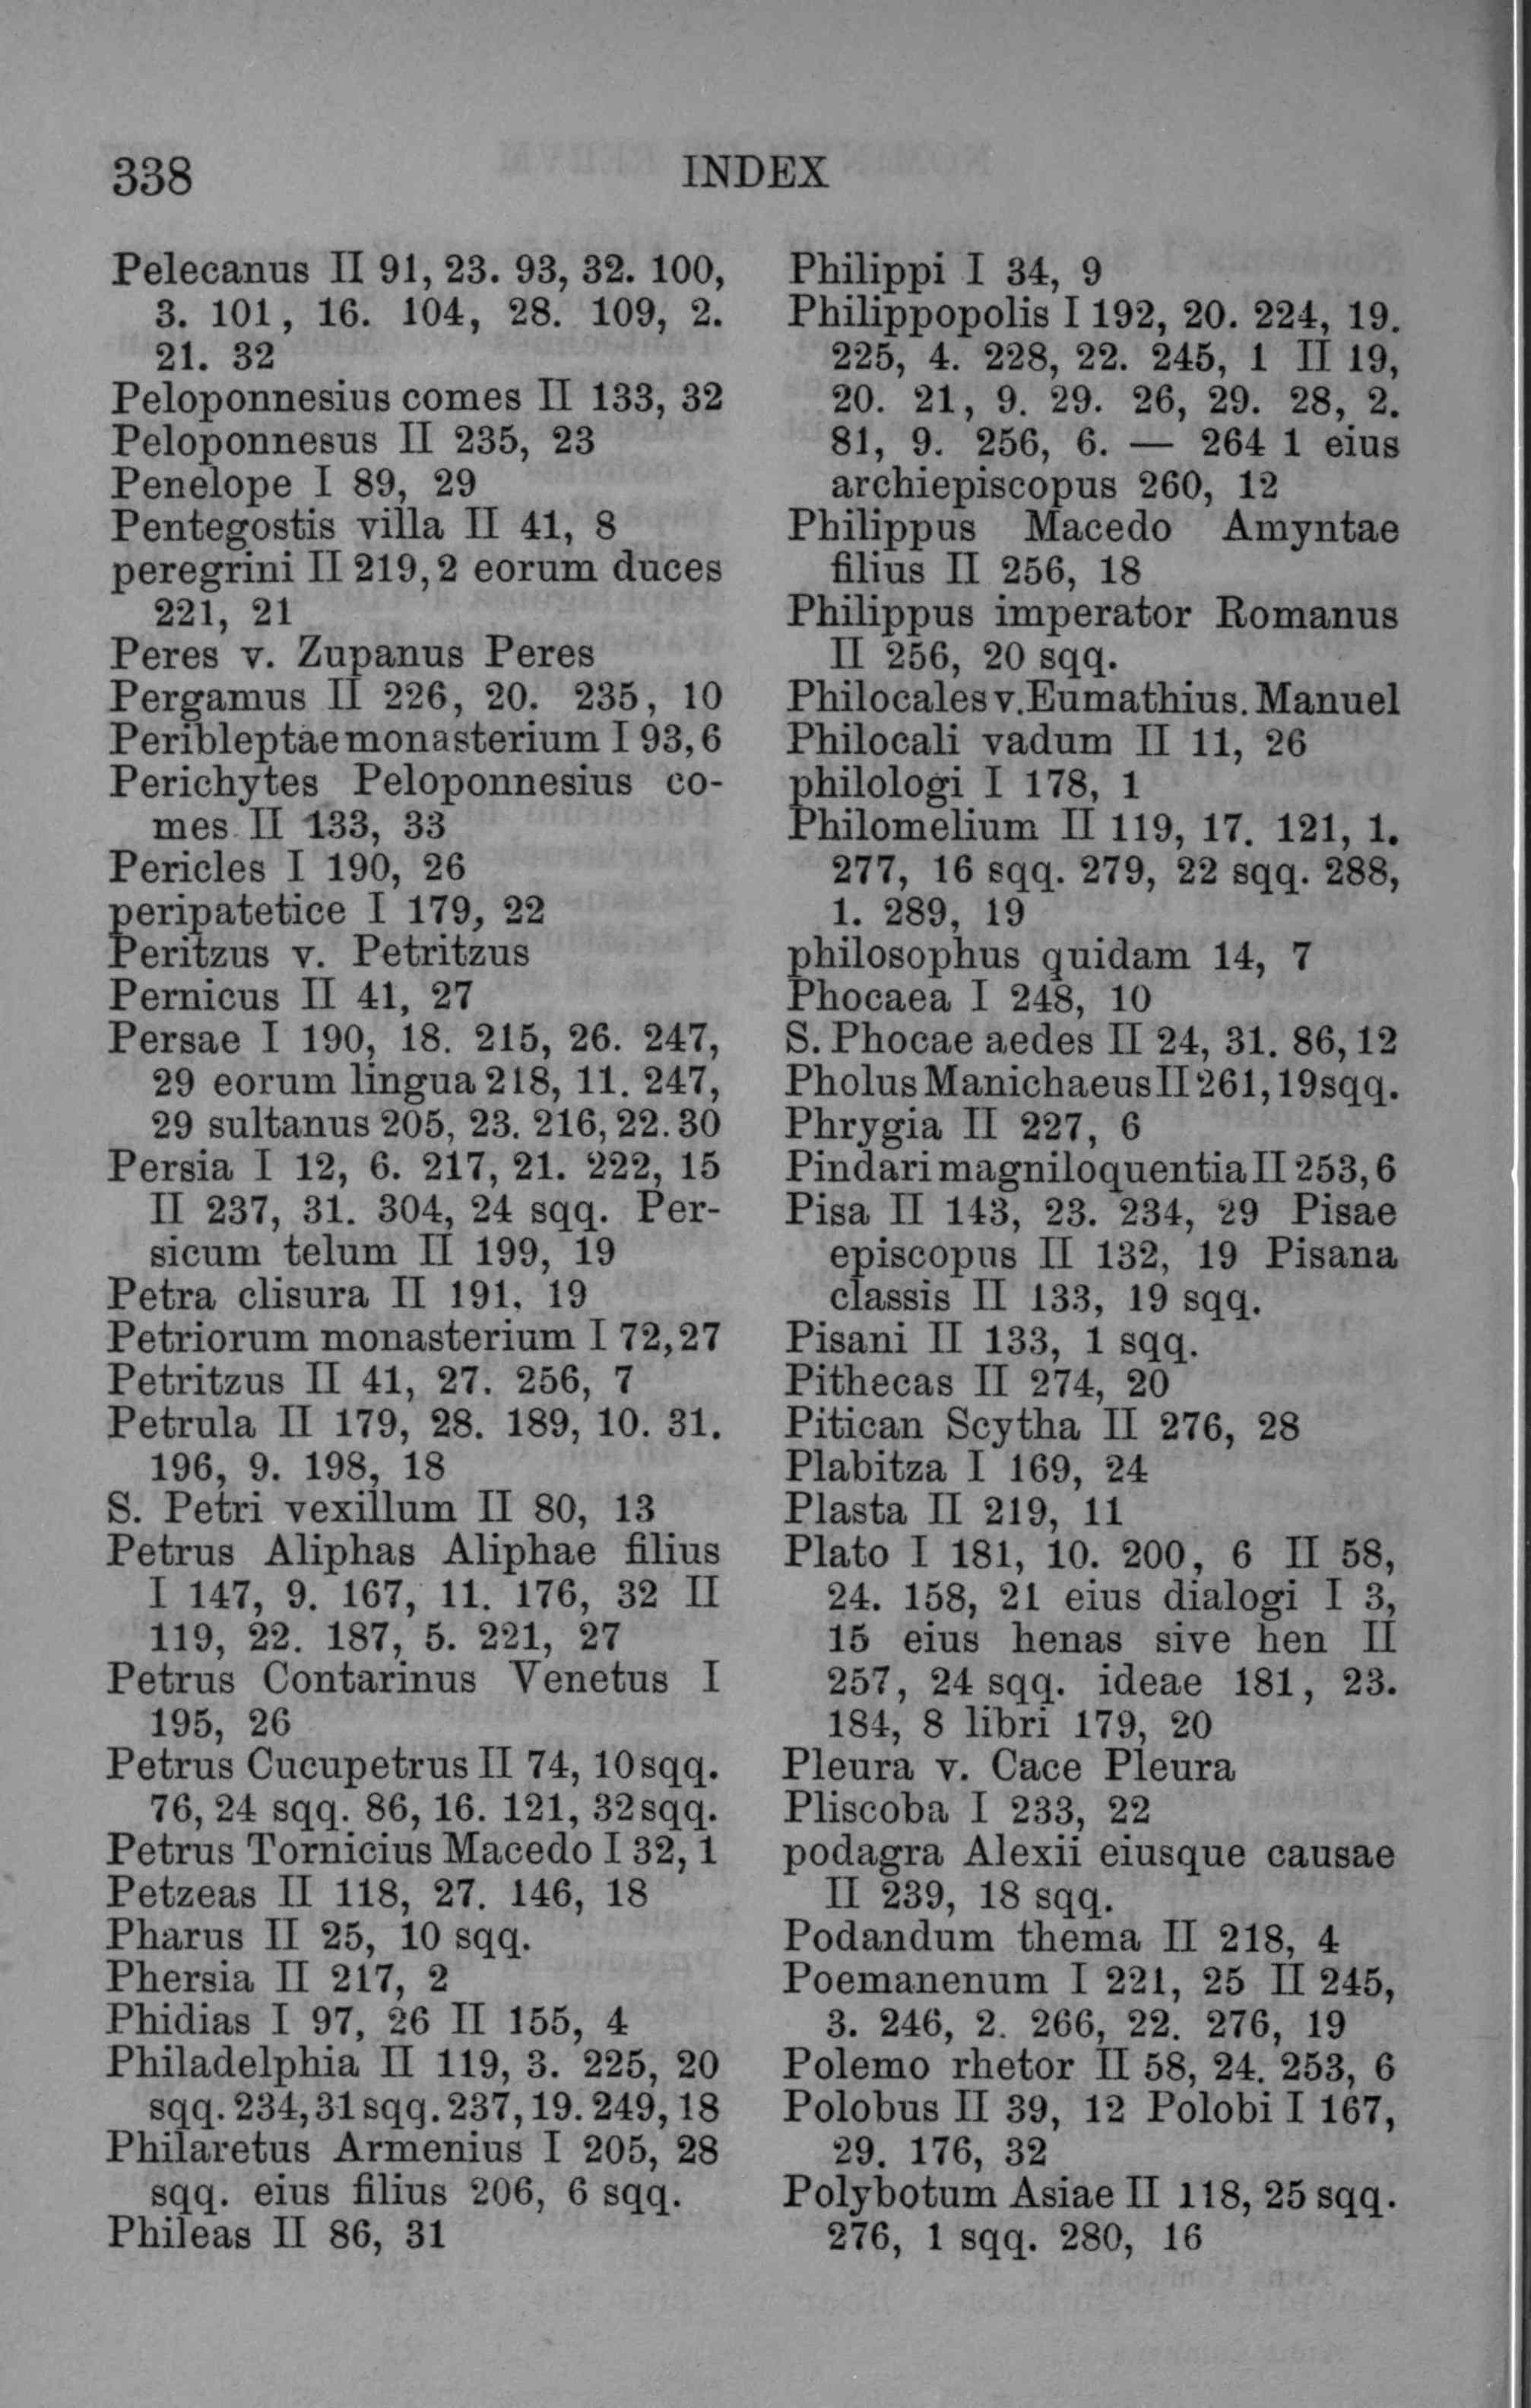 338
INDEX
Pelecanus II 91, 23. 93, 32. 100,
3. 101, 16. 104, 28. 109, 2.
21. 32
Peloponnesius comes II 133, 32
Peloponnesus II 235, 23
Penelope I 89, 29
Pentegostis villa II 41, 8
peregrini II 219, 2 eorum duces
221, 21
Peres v. Zupanus Peres
Pergamus II 226, 20. 235, 10
Peribleptae monasterium I 93, 6
Perichytes Peloponnesius co-
mes II 133, 33
Pericles I 190, 26
peripatetice I 179, 22
Peritzus v. Petritzus
Pernicus II 41, 27
Persae I 190, 18. 215, 26. 247,
29 eorum lingua 218, 11. 247,
29 sultanus 205, 23. 216, 22. 30
Persia I 12, 6. 217, 21. 222, 15
II 237, 31. 304, 24 sqq. Per-
sicum telum II 199, 19
Petra clisura II 191, 19
Petriorum monasterium I 72, 27
Petritzus II 41, 27. 256, 7
Petrula II 179, 28. 189, 10. 31.
196, 9. 198, 18
S. Petri vexillum II 80, 13
Petrus Aliphas Aliphae filius
I 147, 9. 167, 11. 176, 32 II
119, 22. 187, 5. 221, 27
Petrus Contarinus Venetus I
195, 26
Petrus Cucupetrus II 74, 10 sqq.
76, 24 sqq. 86, 16. 121, 32 sqq.
Petrus Tornicius Macedo I 32, 1
Petzeas II 118, 27. 146, 18
Pharus II 25, 10 sqq.
Phersia II 217, 2
Phidias I 97, 26 II 155, 4
Philadelphia II 119, 3. 225, 20
sqq. 234, 31 sqq. 237, 19. 249, 18
Philaretus Armenius I 205, 28
sqq. eius filius 206, 6 sqq.
Phileas II 86, 31
Philippi I 34, 9
Philippopolis I 192, 20. 224, 19.
225, 4. 228, 22. 245, 1 II 19,
20. 21, 9. 29. 26, 29. 28, 2.
81, 9. 256, 6. — 264 1 eius
archiepiscopus 260, 12
Philippus Macedo Amyntae
filius II 256, 18
Philippus imperator Romanus
II 256, 20 sqq.
Philocales v. Eumathius. Manuel
Philocali vadum II 11, 26
philologi I 178, 1
Philomelium II 119, 17. 121, 1.
277, 16 sqq. 279, 22 sqq. 288,
1. 289, 19
philosophus quidam 14, 7
Phocaea I 248, 10
S. Phocae aedes II 24, 31. 86, 12
Pholus Manichaeus II 261, 19 sqq.
Phrygia II 227, 6
Pindari magniloquentia II 253, 6
Pisa II 143, 23. 234, 29 Pisae
episcopus II 132, 19 Pisana
classis II 133, 19 sqq.
Pisani II 133, 1 sqq.
Pithecas II 274, 20
Pitican Scytha II 276, 28
Plabitza I 169, 24
Plasta II 219, 11
Plato I 181, 10. 200, 6 II 58,
24. 158, 21 eius dialogi I 3,
15 eius henas sive hen II
257, 24 sqq. ideae 181, 23.
184, 8 libri 179, 20
Pleura v. Cace Pleura
Pliscoba I 233, 22
podagra Alexii eiusque causae
II 239, 18 sqq.
Podandum thema II 218, 4
Poemanenum I 221, 25 II 245,
3. 246, 2. 266, 22. 276, 19
Polemo rhetor II 58, 24. 253, 6
Polobus II 39, 12 Polobi I 167,
29. 176, 32
Polybotum Asiae II 118, 25 sqq.
276, 1 sqq. 280, 16